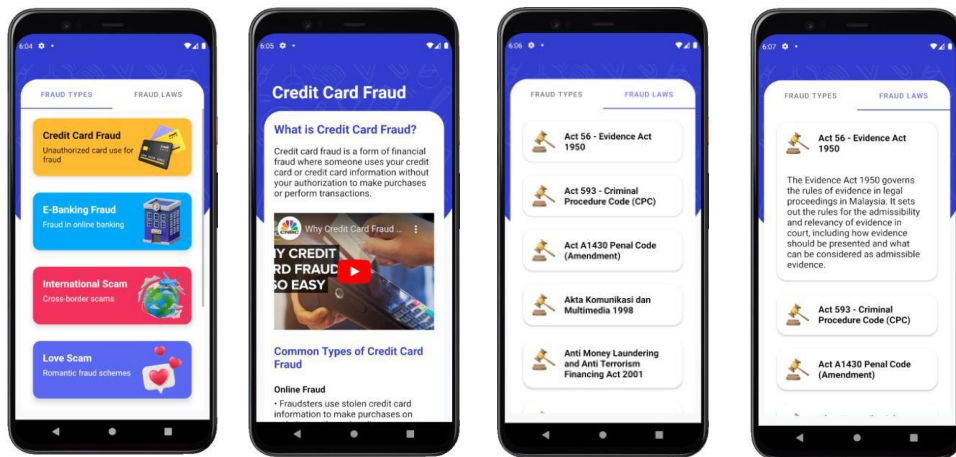 6:04
FRAUD TYPES
FRAUD LAWS
Credit Card Fraud
Unauthorized card use for
fraud
E-Banking Fraud
Fraud in online banking
International Scam
Cross-border scams
Love Scam
Romantic fraud schemes
6:05
Credit Card Fraud
What is Credit Card Fraud?
Credit card fraud is a form of financial
fraud where someone uses your credit
card or credit card information without
your authorization to make purchases
or perform transactions.
CNBC
Why Credit Card Fraud ...
Y CREDIT
RD FRAUD
SO EASY
Common Types of Credit Card
Fraud
Online Fraud
• Fraudsters use stolen credit card
information to make purchases on
6:06
FRAUD TYPES
FRAUD LAWS
Act 56 - Evidence Act
1950
Act 593 - Criminal
Procedure Code (CPC)
Act A1430 Penal Code
(Amendment)
Akta Komunikasi dan
Multimedia 1998
Anti Money Laundering
and Anti Terrorism
Financing Act 2001
6:07
FRAUD TYPES
FRAUD LAWS
Act 56 - Evidence Act
1950
The Evidence Act 1950 governs
the rules of evidence in legal
proceedings in Malaysia. It sets
out the rules for the admissibility
and relevancy of evidence in
court, including how evidence
should be presented and what
can be considered as admissible
evidence.
Act 593 - Criminal
Procedure Code (CPC)
Act A1430 Penal Code
(Amendment)